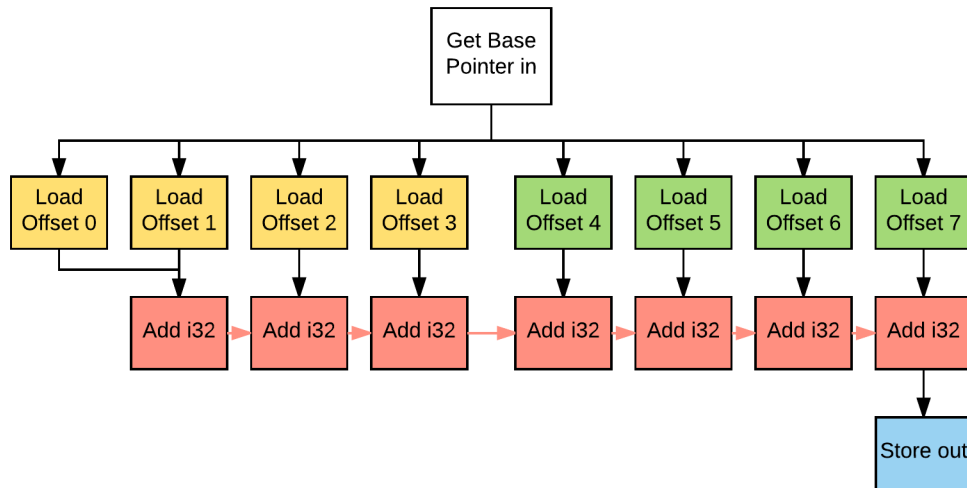 Get Base
Pointer in
Load
Offset 0
Load
Offset 1
Load
Offset 2
Load
Offset 3
Load
Offset 4
Load
Offset 5
Load
Offset 6
Load
Offset 7
Add i32
Add i32
Add i32
Add i32
Add i32
Add i32
Add i32
Store out